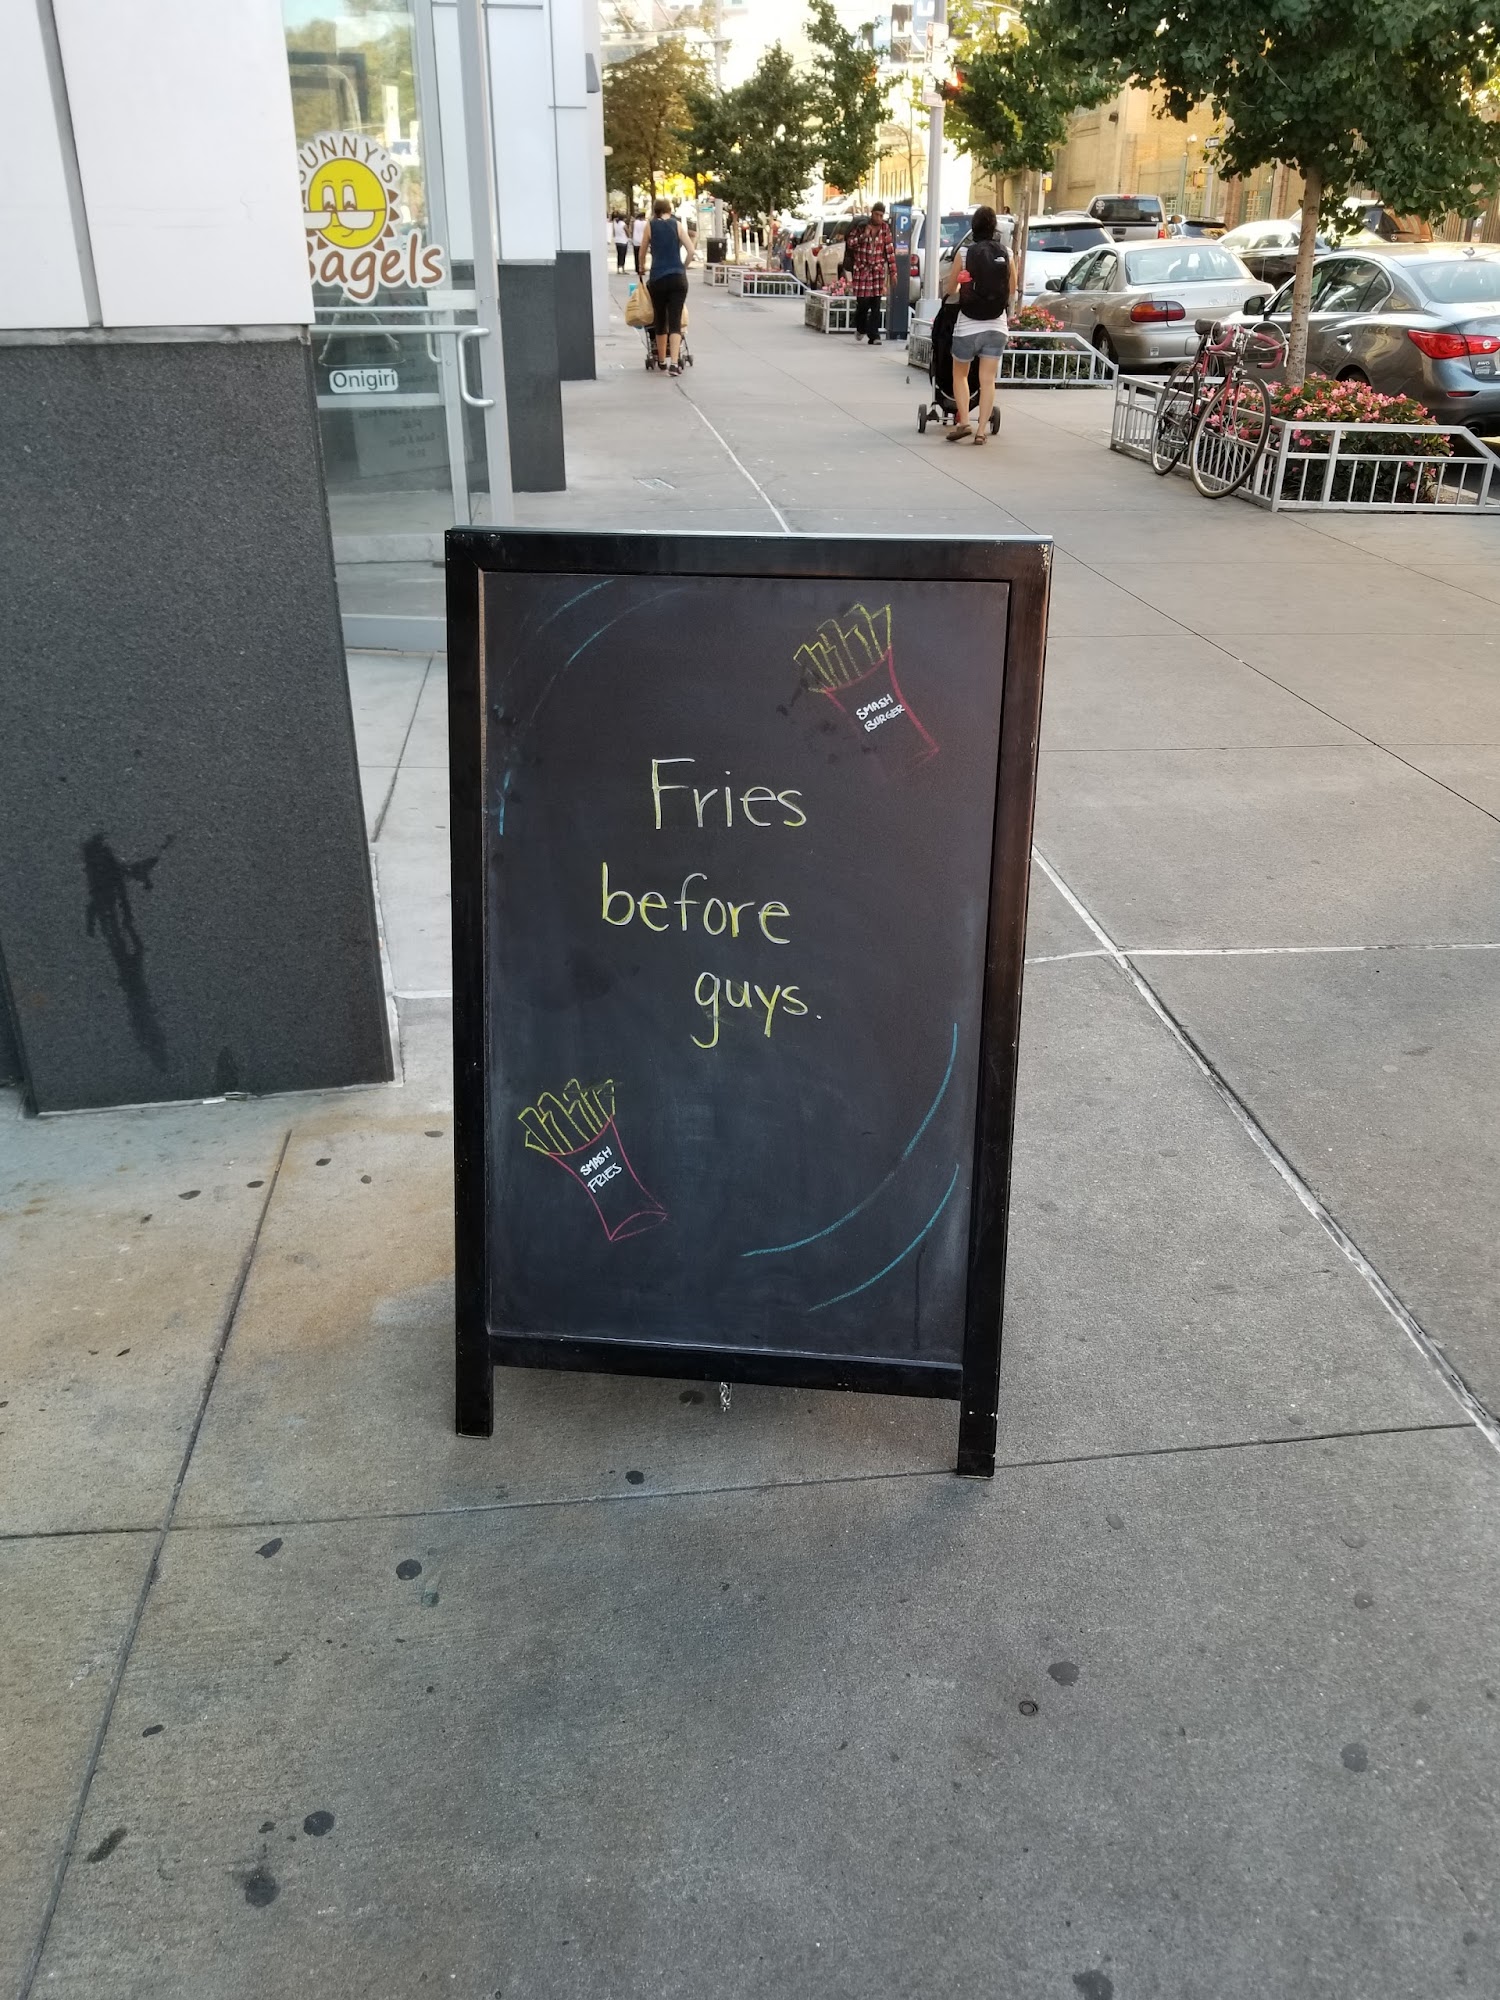 SUNNY'S
Bagels
Onigiri
P
SMASH
BURGER
Fries
before
guys.
SMASH
FRIES